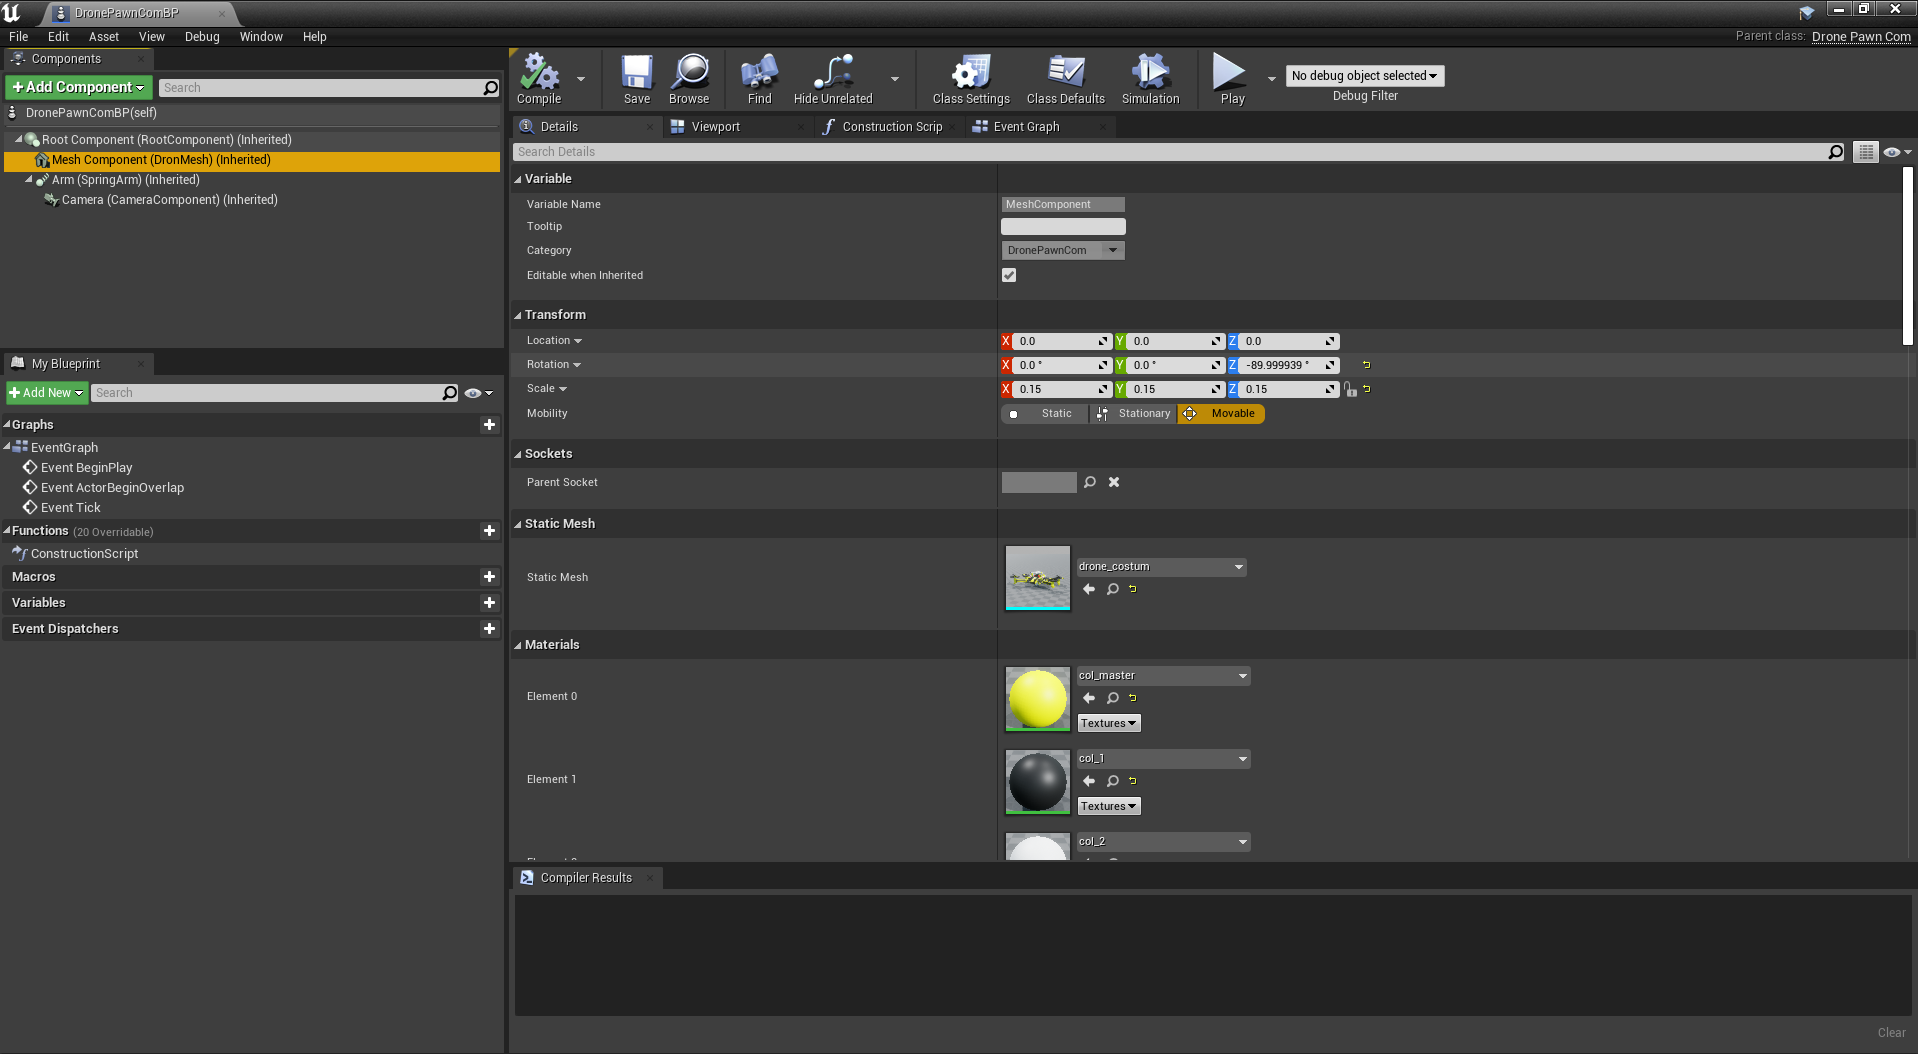 DronePawnComBP
File Edit Asset View Debug Window Help
Parent class: Drone Pawn Com
Components
Add Component
Search
DronePawnComBP(self)
Root Component (RootComponent) (Inherited)
Mesh Component (DronMesh) (Inherited)
Arm (SpringArm) (Inherited)
Camera (CameraComponent) (Inherited)
My Blueprint
Add New
Search
Graphs
EventGraph
Event BeginPlay
Event ActorBeginOverlap
Event Tick
Functions (20 Overridable)
ConstructionScript
Macros
Variables
Event Dispatchers
Compile Save Browse Find Hide Unrelated Class Settings Class Defaults Simulation Play
No debug object selected
Debug Filter
Details Viewport Construction Scrip Event Graph
Search Details
Variable
Variable Name MeshComponent
Tooltip
Category DronePawnCom
Editable when Inherited
Transform
Location X 0.0 Y 0.0 Z 0.0
Rotation X 0.0 ° Y 0.0 ° Z -89.999939 °
Scale X 0.15 Y 0.15 Z 0.15
Mobility Static Stationary Movable
Sockets
Parent Socket
Static Mesh
Static Mesh drone_costum
Materials
Element 0 col_master
Textures
Element 1 col_1
Textures
col_2
Compiler Results
Clear